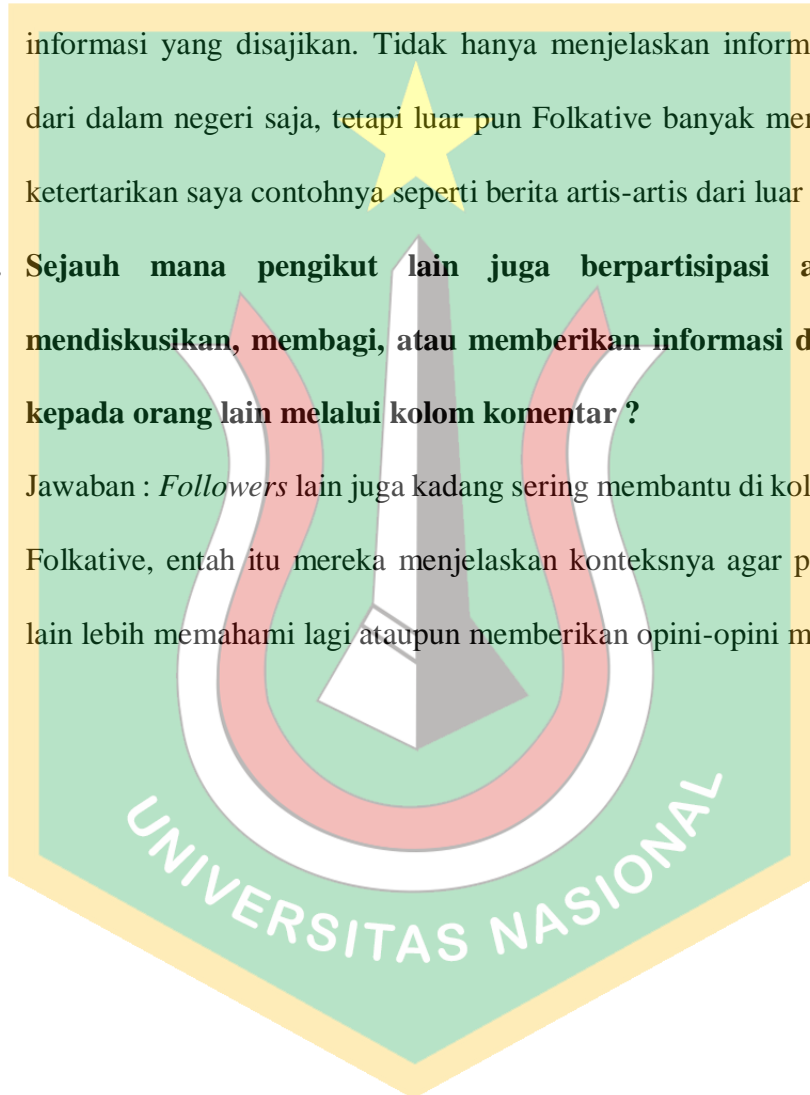 informasi yang disajikan. Tidak hanya menjelaskan inform
dari dalam negeri saja, tetapi luar pun Folkative banyak mer
ketertarikan saya contohnya seperti berita artis-artis dari luar
Sejauh mana pengikut lain juga berpartisipasi a
mendiskusikan, membagi, atau memberikan informasi d
kepada orang lain melalui kolom komentar ?
Jawaban : Followers lain juga kadang sering membantu di kol
Folkative, entah itu mereka menjelaskan konteksnya agar p
lain lebih memahami lagi ataupun memberikan opini-opini m
UNIVERSITAS NASIONAL